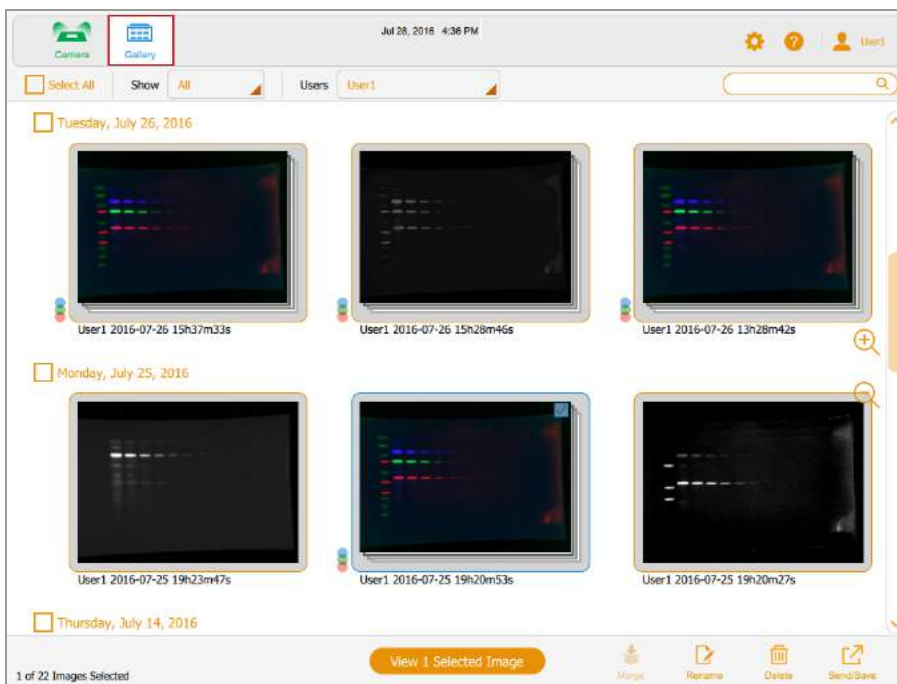 Jul 28, 2016 4:36 PM
Camera Gallery User1
Select All Show All Users User1
Tuesday, July 26, 2016
User1 2016-07-26 15h37m33s User1 2016-07-26 15h28m46s User1 2016-07-26 13h28m42s
Monday, July 25, 2016
User1 2016-07-25 19h23m47s User1 2016-07-25 19h20m53s User1 2016-07-25 19h20m27s
Thursday, July 14, 2016
View 1 Selected Image
1 of 22 Images Selected Merge Rename Delete Send/Save